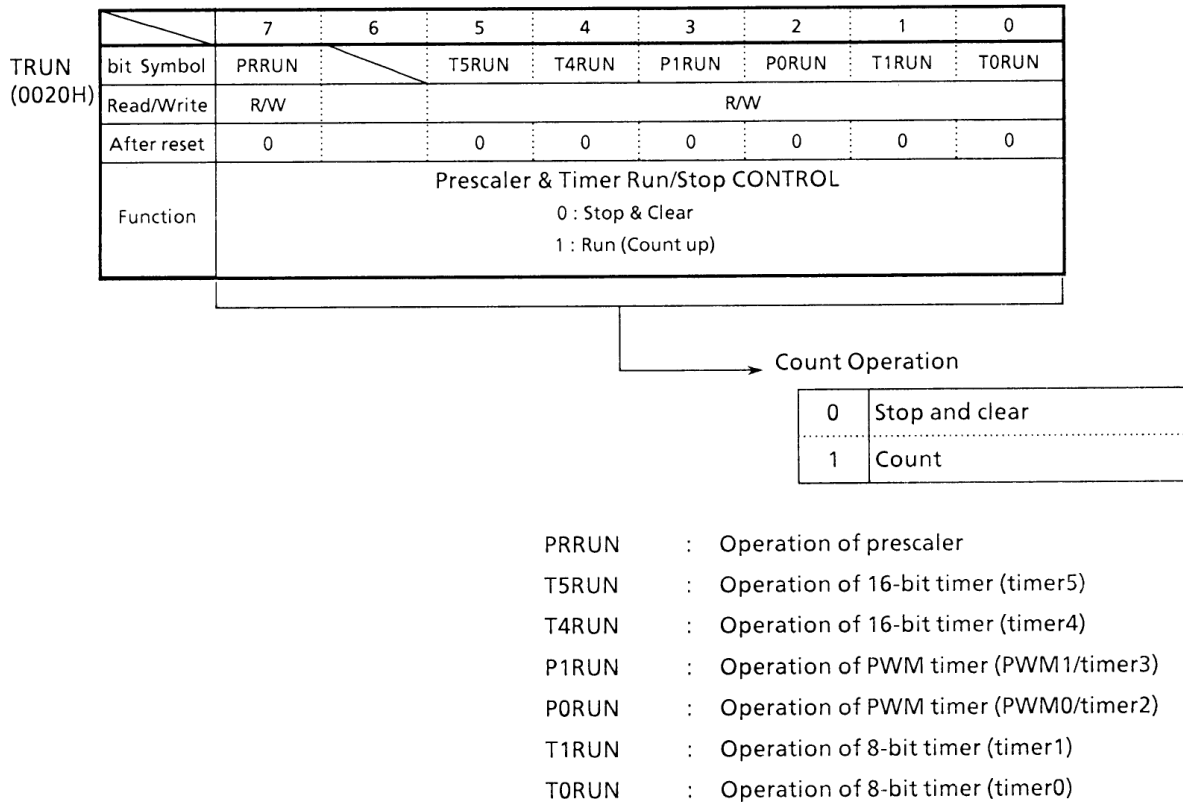 7 6 5 4 3 2 1 0
TRUN
(0020H)
bit Symbol PRRUN T5RUN T4RUN P1RUN P0RUN T1RUN T0RUN
Read/Write R/W R/W
After reset 0 0 0 0 0 0 0
Function
Prescaler & Timer Run/Stop CONTROL
0 : Stop & Clear
1 : Run (Count up)
Count Operation
0 Stop and clear
1 Count
PRRUN : Operation of prescaler
T5RUN : Operation of 16-bit timer (timer5)
T4RUN : Operation of 16-bit timer (timer4)
P1RUN : Operation of PWM timer (PWM1/timer3)
P0RUN : Operation of PWM timer (PWM0/timer2)
T1RUN : Operation of 8-bit timer (timer1)
T0RUN : Operation of 8-bit timer (timer0)